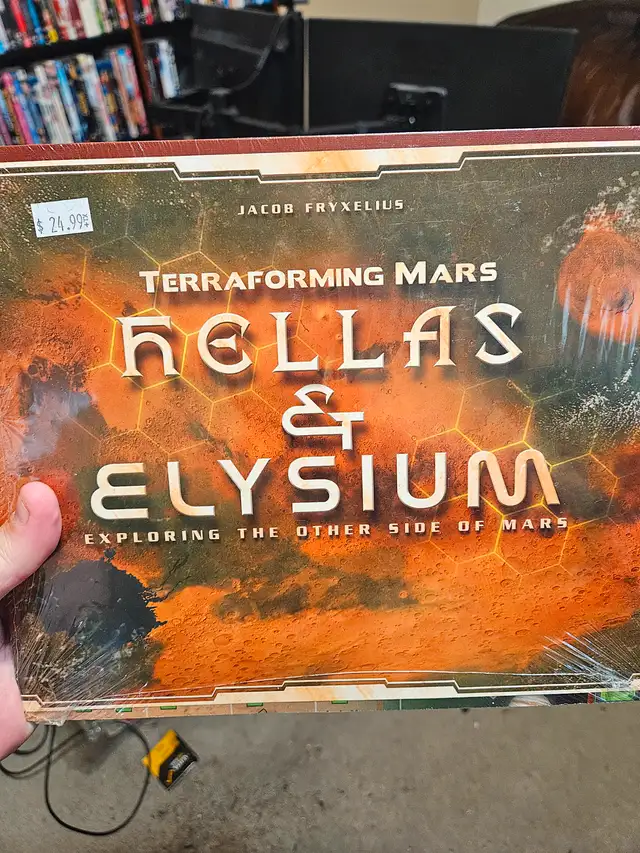 JACOB FRYXELIUS
$ 24.99
TERRAFORMING MARS
HELLAS
&
ELYSIUM
EXPLORING THE OTHER SIDE OF MARS